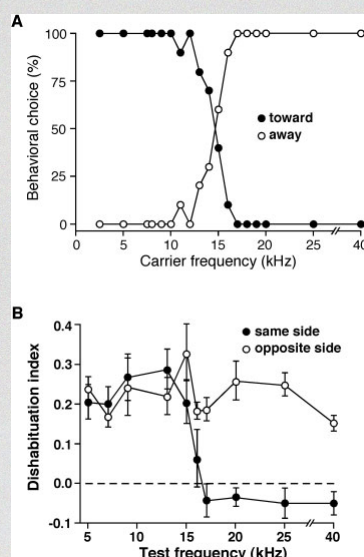 A
100
75
50
25
0
Behavioral choice (%)
toward
away
0 5 10 15 20 25 40
Carrier frequency (kHz)
B
0.4
0.3
0.2
0.1
0.0
-0.1
Dishabituation index
same side
opposite side
5 10 15 20 25 40
Test frequency (kHz)